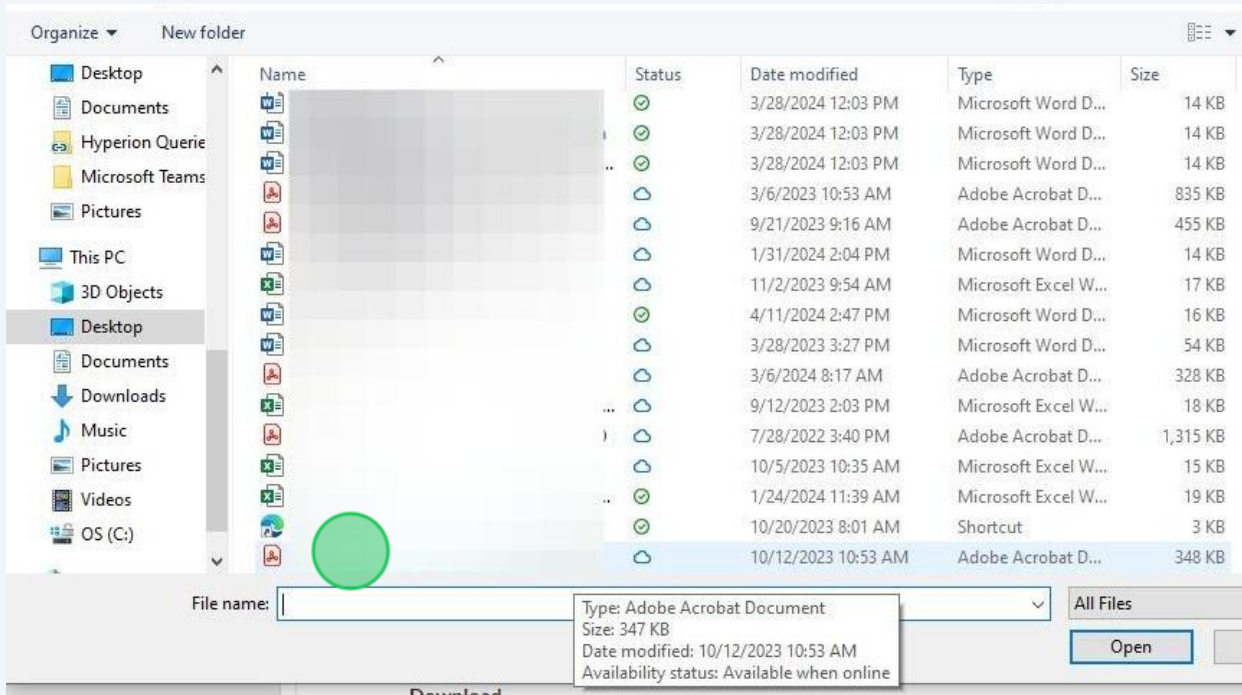 Organize New folder
Desktop
Documents
Hyperion Querie
Microsoft Teams
Pictures
This PC
3D Objects
Desktop
Documents
Downloads
Music
Pictures
Videos
OS (C:)
Name Status Date modified Type Size
3/28/2024 12:03 PM Microsoft Word D... 14 KB
3/28/2024 12:03 PM Microsoft Word D... 14 KB
... 3/28/2024 12:03 PM Microsoft Word D... 14 KB
3/6/2023 10:53 AM Adobe Acrobat D... 835 KB
9/21/2023 9:16 AM Adobe Acrobat D... 455 KB
1/31/2024 2:04 PM Microsoft Word D... 14 KB
11/2/2023 9:54 AM Microsoft Excel W... 17 KB
4/11/2024 2:47 PM Microsoft Word D... 16 KB
3/28/2023 3:27 PM Microsoft Word D... 54 KB
3/6/2024 8:17 AM Adobe Acrobat D... 328 KB
... 9/12/2023 2:03 PM Microsoft Excel W... 18 KB
) 7/28/2022 3:40 PM Adobe Acrobat D... 1,315 KB
10/5/2023 10:35 AM Microsoft Excel W... 15 KB
... 1/24/2024 11:39 AM Microsoft Excel W... 19 KB
10/20/2023 8:01 AM Shortcut 3 KB
10/12/2023 10:53 AM Adobe Acrobat D... 348 KB
File name: All Files
Type: Adobe Acrobat Document
Size: 347 KB
Date modified: 10/12/2023 10:53 AM
Availability status: Available when online
Open